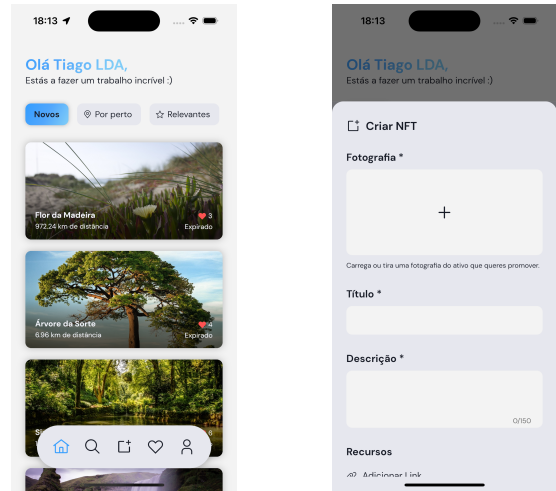 18:13
Olá Tiago LDA,
Estás a fazer um trabalho incrível :)
Novos
Por perto
Relevantes
Flor da Madeira
3
972.24 km de distância
Expirado
Árvore da Sorte
4
6.96 km de distância
Expirado
18:13
Olá Tiago LDA,
Estás a fazer um trabalho incrível :)
Criar NFT
Fotografia *
Carrega ou tira uma fotografia do ativo que queres promover.
Título *
Descrição *
0/150
Recursos
Adicionar Link